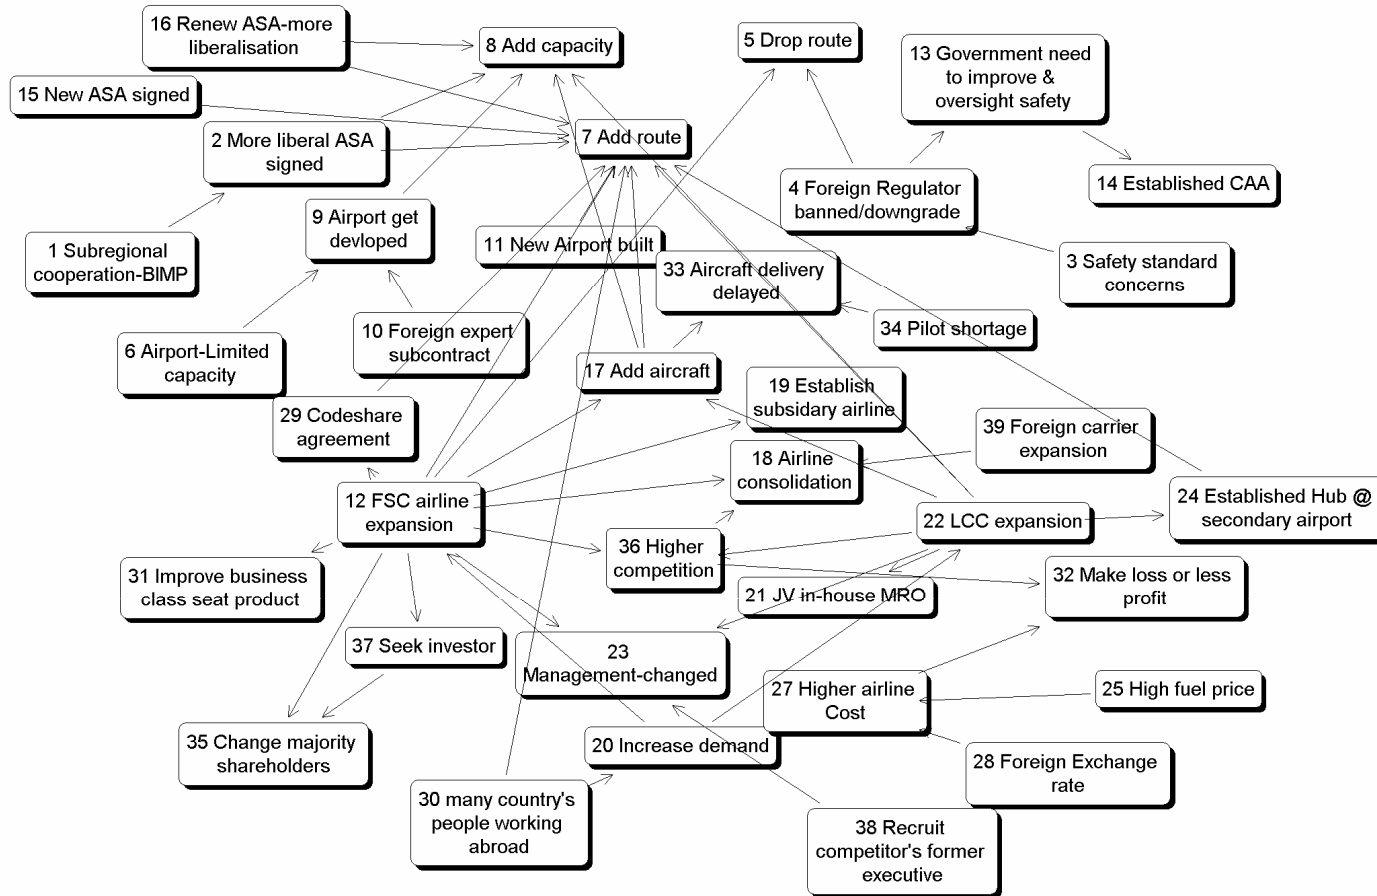 16 Renew ASA-more
liberalisation
8 Add capacity
5 Drop route
13 Government need
to improve &
oversight safety
15 New ASA signed
2 More liberal ASA
signed
7 Add route
14 Established CAA
4 Foreign Regulator
banned/downgrade
9 Airport get
devloped
11 New Airport built
1 Subregional
cooperation-BIMP
33 Aircraft delivery
delayed
3 Safety standard
concerns
34 Pilot shortage
10 Foreign expert
subcontract
6 Airport-Limited
capacity
17 Add aircraft
19 Establish
subsidary airline
29 Codeshare
agreement
39 Foreign carrier
expansion
18 Airline
consolidation
12 FSC airline
expansion
24 Established Hub @
secondary airport
22 LCC expansion
36 Higher
competition
31 Improve business
class seat product
21 JV in-house MRO
32 Make loss or less
profit
37 Seek investor
23
Management-changed
27 Higher airline
Cost
25 High fuel price
35 Change majority
shareholders
20 Increase demand
28 Foreign Exchange
rate
30 many country's
people working
abroad
38 Recruit
competitor's former
executive